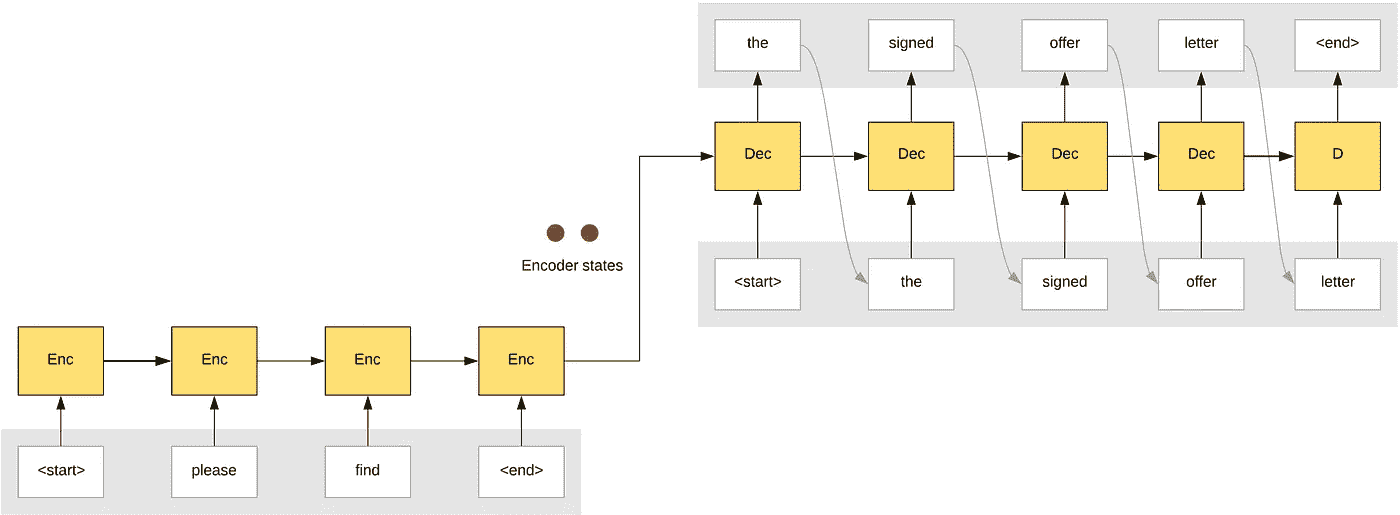 the signed offer letter <end>
Dec Dec Dec Dec D
Encoder states
<start> the signed offer letter
Enc Enc Enc Enc
<start> please find <end>